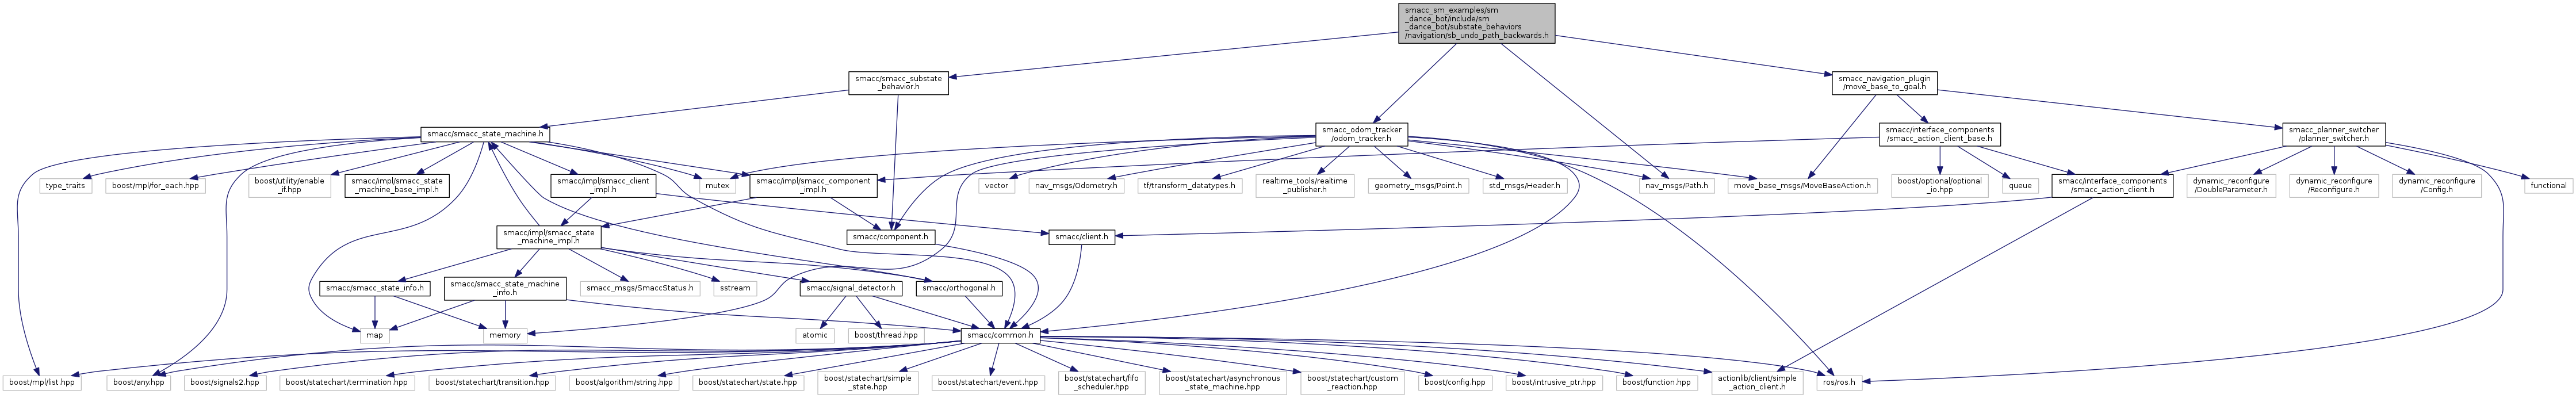 smacc_sm_examples/sm
_dance_bot/include/sm
_dance_bot/substate_behaviors
/navigation/sb_undo_path_backwards.h
smacc/smacc_substate
_behavior.h
smacc_navigation_plugin
/move_base_to_goal.h
smacc/smacc_state_machine.h
smacc_odom_tracker
/odom_tracker.h
smacc/interface_components
/smacc_action_client_base.h
smacc_planner_switcher
/planner_switcher.h
type_traits
boost/mpl/for_each.hpp
boost/utility/enable
_if.hpp
smacc/impl/smacc_state
_machine_base_impl.h
smacc/impl/smacc_client
_impl.h
mutex
smacc/impl/smacc_component
_impl.h
vector
nav_msgs/Odometry.h
tf/transform_datatypes.h
realtime_tools/realtime
_publisher.h
geometry_msgs/Point.h
std_msgs/Header.h
nav_msgs/Path.h
move_base_msgs/MoveBaseAction.h
boost/optional/optional
_io.hpp
queue
smacc/interface_components
/smacc_action_client.h
dynamic_reconfigure
/DoubleParameter.h
dynamic_reconfigure
/Reconfigure.h
dynamic_reconfigure
/Config.h
functional
smacc/impl/smacc_state
_machine_impl.h
smacc/component.h
smacc/client.h
smacc/smacc_state_info.h
smacc/smacc_state_machine
_info.h
smacc_msgs/SmaccStatus.h
sstream
smacc/signal_detector.h
smacc/orthogonal.h
map
memory
atomic
boost/thread.hpp
smacc/common.h
boost/mpl/list.hpp
boost/any.hpp
boost/signals2.hpp
boost/statechart/termination.hpp
boost/statechart/transition.hpp
boost/algorithm/string.hpp
boost/statechart/state.hpp
boost/statechart/simple
_state.hpp
boost/statechart/event.hpp
boost/statechart/fifo
_scheduler.hpp
boost/statechart/asynchronous
_state_machine.hpp
boost/statechart/custom
_reaction.hpp
boost/config.hpp
boost/intrusive_ptr.hpp
boost/function.hpp
actionlib/client/simple
_action_client.h
ros/ros.h